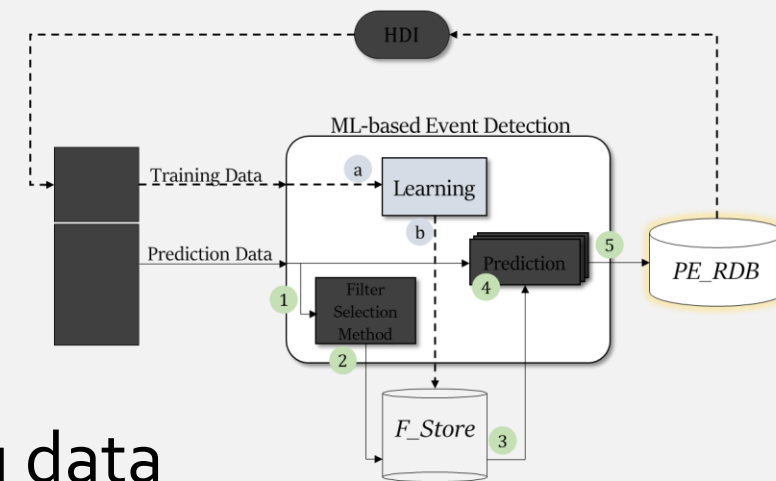 HDI
ML-based Event Detection
Training Data
a
Learning
b
Prediction Data
5
Prediction
4
PE_RDB
1
Filter
Selection
Method
2
F_Store
3
data